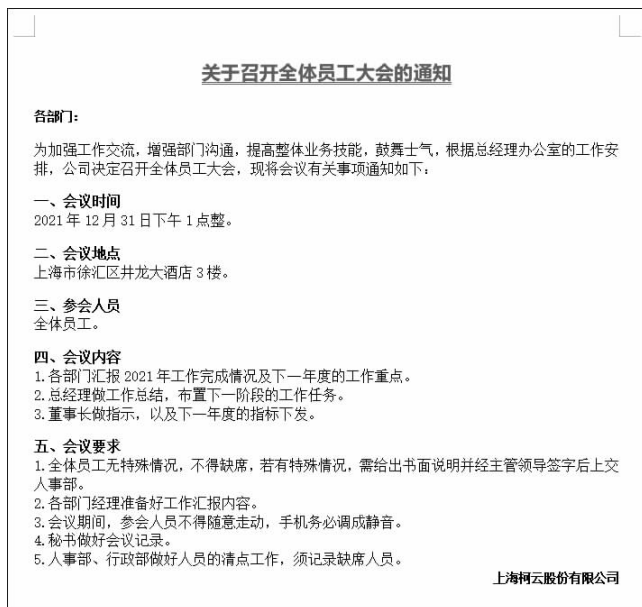 关于召开全体员工大会的通知
各部门：
为加强工作交流，增强部门沟通，提高整体业务技能，鼓舞士气，根据总经理办公室的工作安
排，公司决定召开全体员工大会，现将会议有关事项通知如下：
一、会议时间
2021年12月31日下午1点整。
二、会议地点
上海市徐汇区井龙大酒店3楼。
三、参会人员
全体员工。
四、会议内容
1.各部门汇报2021年工作完成情况及下一年度的工作重点。
2.总经理做工作总结，布置下一阶段的工作任务。
3.董事长做指示，以及下一年度的指标下发。
五、会议要求
1.全体员工无特殊情况，不得缺席，若有特殊情况，需给出书面说明并经主管领导签字后上交
人事部。
2.各部门经理准备好工作汇报内容。
3.会议期间，参会人员不得随意走动，手机务必调成静音。
4.秘书做好会议记录。
5.人事部、行政部做好人员的清点工作，须记录缺席人员。
上海柯云股份有限公司